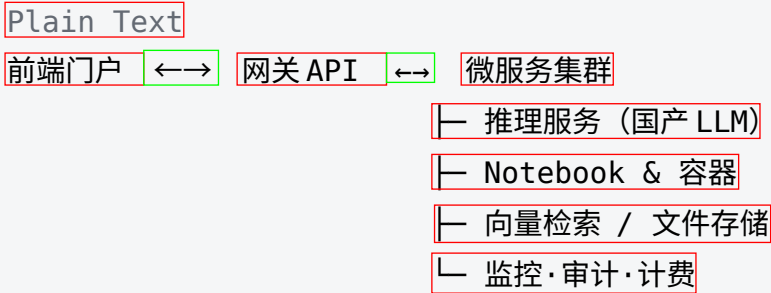 Plain Text
前端门户 ←→ 网关 API ←→ 微服务集群
├─ 推理服务（国产 LLM）
├─ Notebook & 容器
├─ 向量检索 / 文件存储
└─ 监控·审计·计费